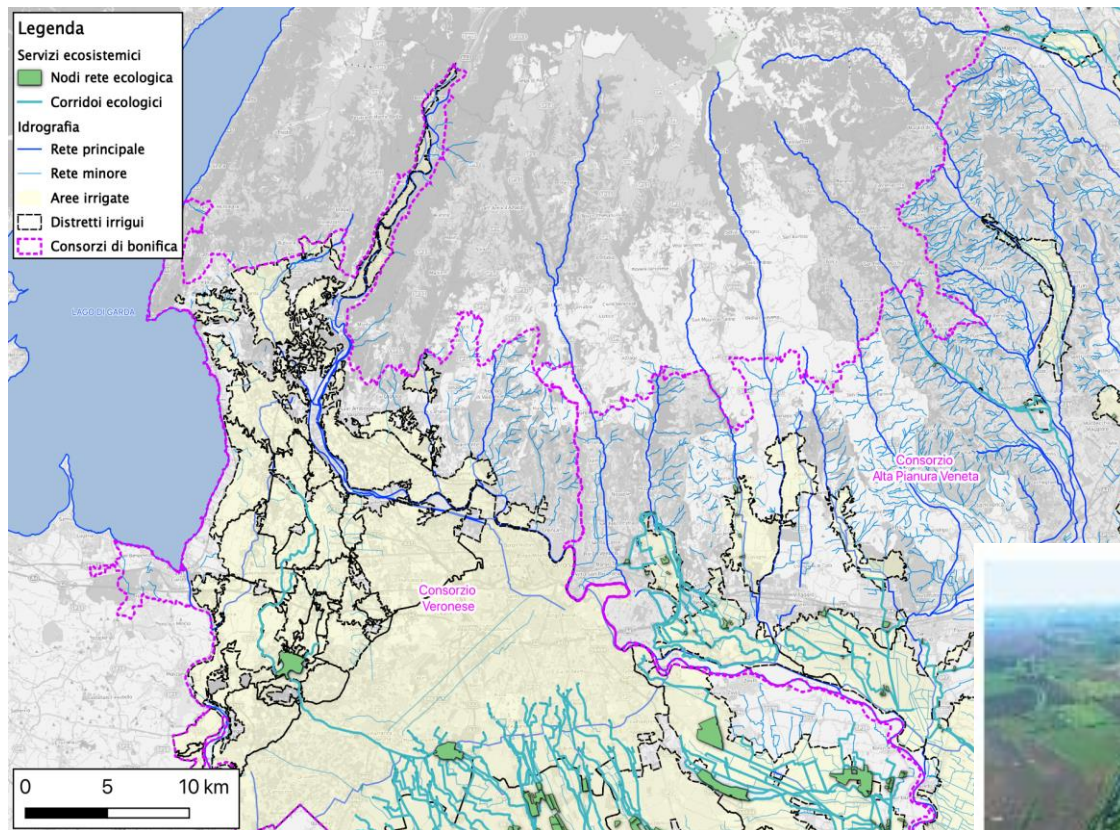 Legenda
Servizi ecosistemici
Nodi rete ecologica
Corridoi ecologici
Idrografia
Rete principale
Rete minore
Aree irrigate
Distretti irrigui
Consorzi di bonifica
LAGO DI GARDA
Consorzio
Alta Pianura Veneta
Consorzio
Veronese
0 5 10 km